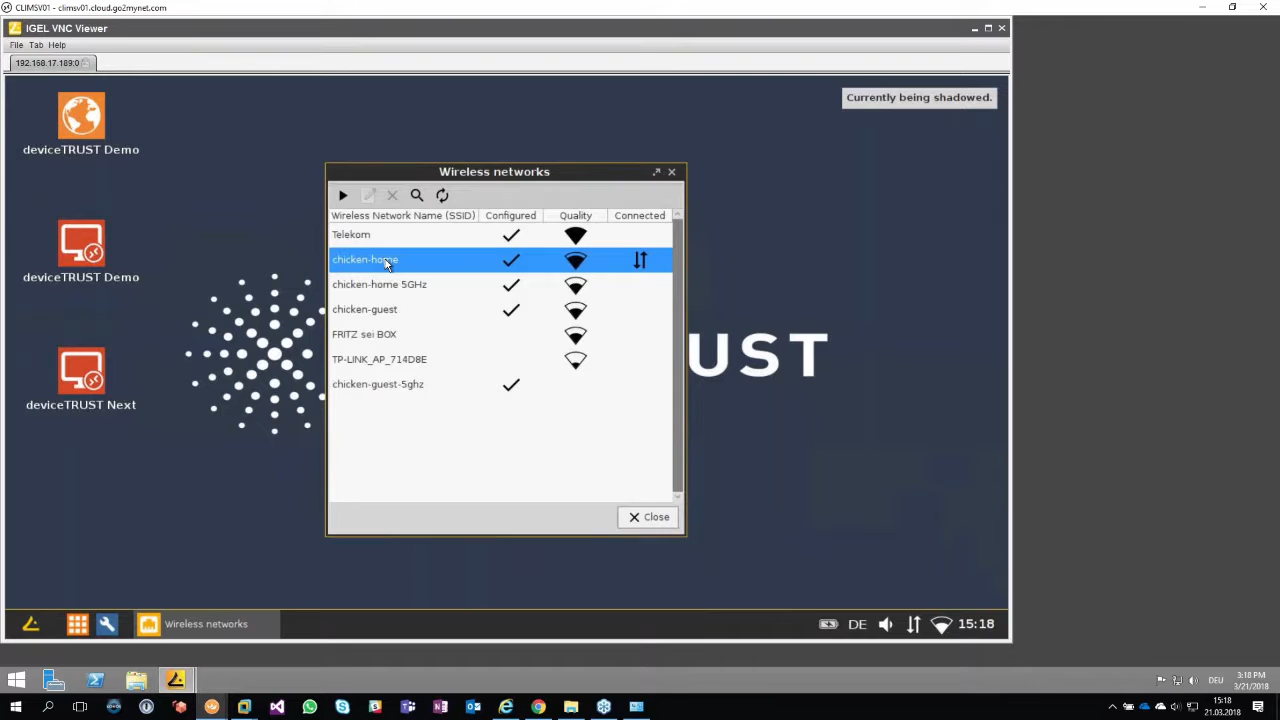 CLIMSV01 - climsv01.cloud.go2mynet.com
IGEL VNC Viewer
File Tab Help
192.168.17.189:0
Currently being shadowed.
deviceTRUST Demo
deviceTRUST Demo
deviceTRUST Next
UST
Wireless networks
Wireless Network Name (SSID) Configured Quality Connected
Telekom
chicken-home
chicken-home 5GHz
chicken-guest
FRITZ sei BOX
TP-LINK_AP_714D8E
chicken-guest-5ghz
Close
Wireless networks
DE
15:18
DEU
3:18 PM
3/21/2018
DEU
15:18
21.03.2018